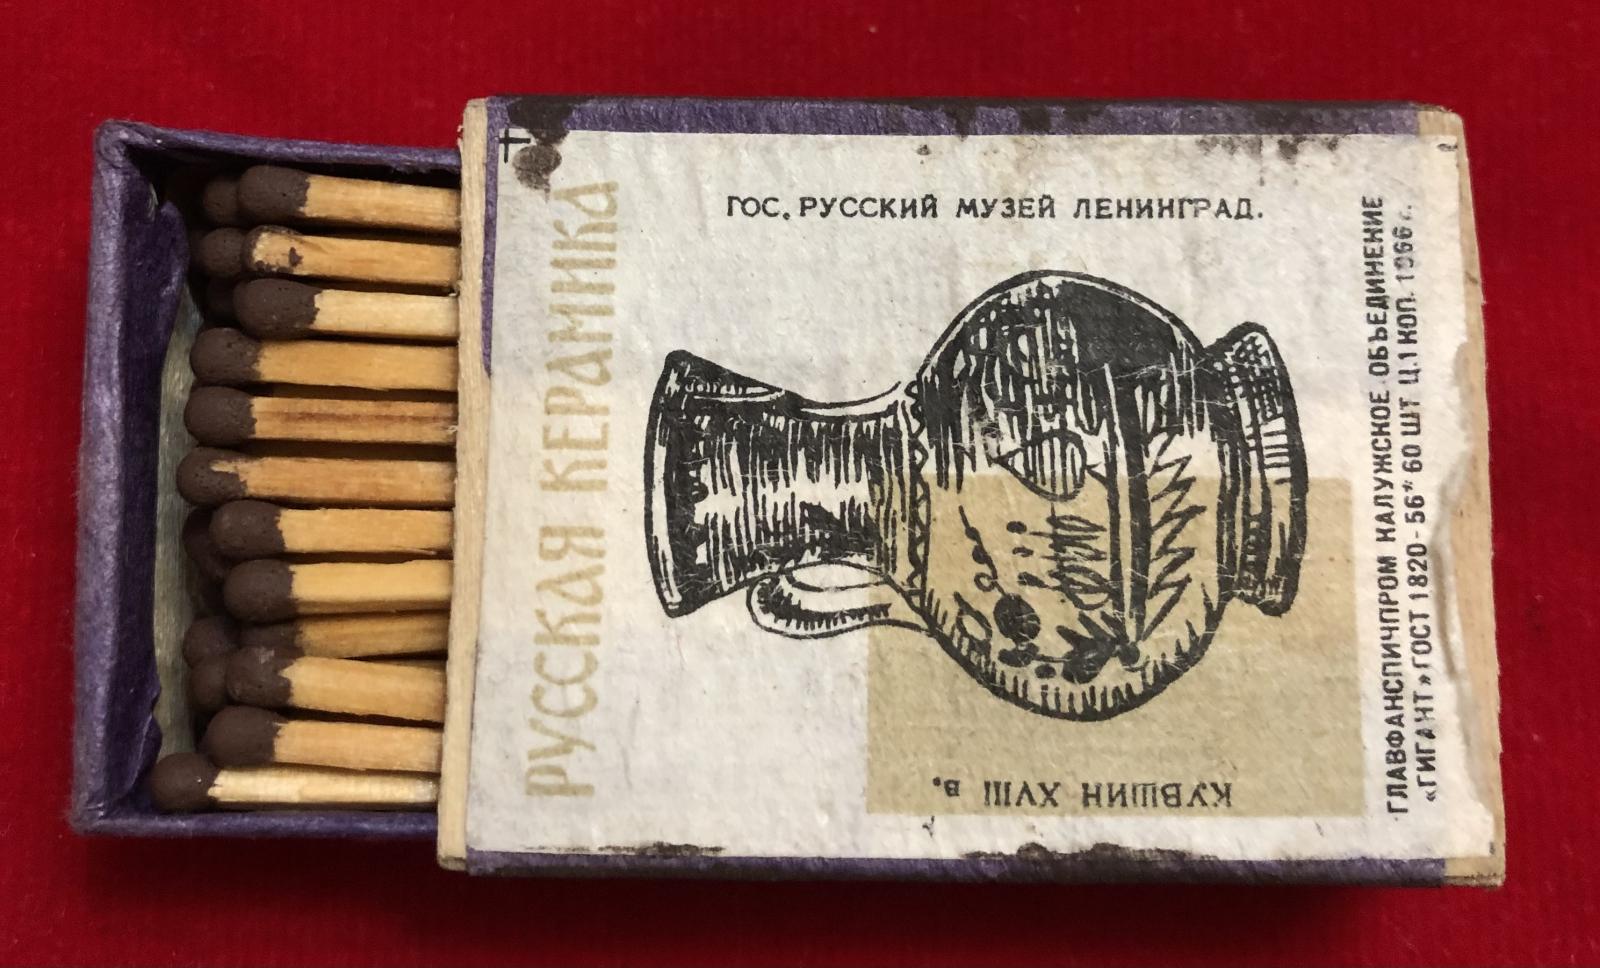 РУССКАЯ КЕРАМИКА
ГОС. РУССКИЙ МУЗЕЙ ЛЕНИНГРАД.
КУВШИН XVIII в.
ГЛАВФАНСПИЧПРОМ КАЛУЖСКОЕ ОБЪЕДИНЕНИЕ
«ГИГАНТ» ГОСТ 1820-56* 60 ШТ Ц.1 КОП. 1966 г.